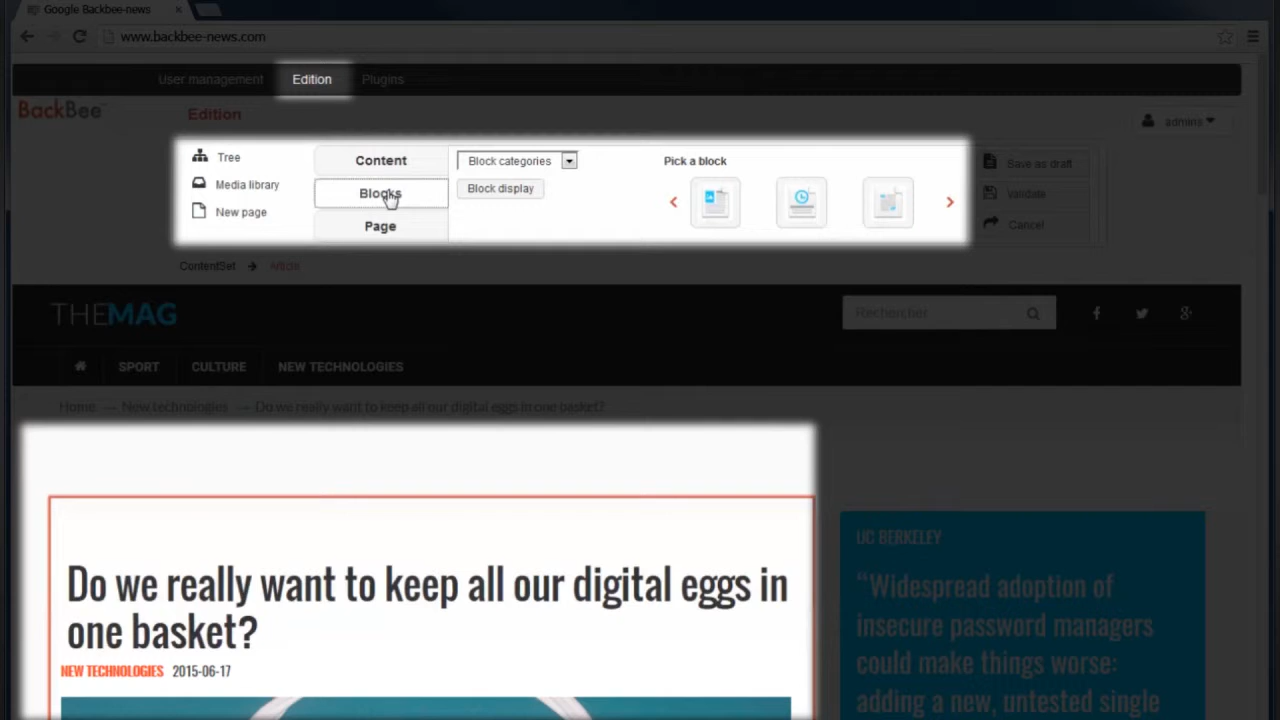 Google Backbee-news
www.backbee-news.com
User management Edition Plugins
BackBee
Edition
admins
Tree
Media library
New page
Content
Blocks
Page
Block categories
Block display
Pick a block
Save as draft
Validate
Cancel
ContentSet Article
THEMAG
Rechercher
SPORT CULTURE NEW TECHNOLOGIES
Home — New technologies — Do we really want to keep all our digital eggs in one basket?
Do we really want to keep all our digital eggs in
one basket?
NEW TECHNOLOGIES 2015-06-17
UC BERKELEY
“Widespread adoption of
insecure password managers
could make things worse:
adding a new, untested single